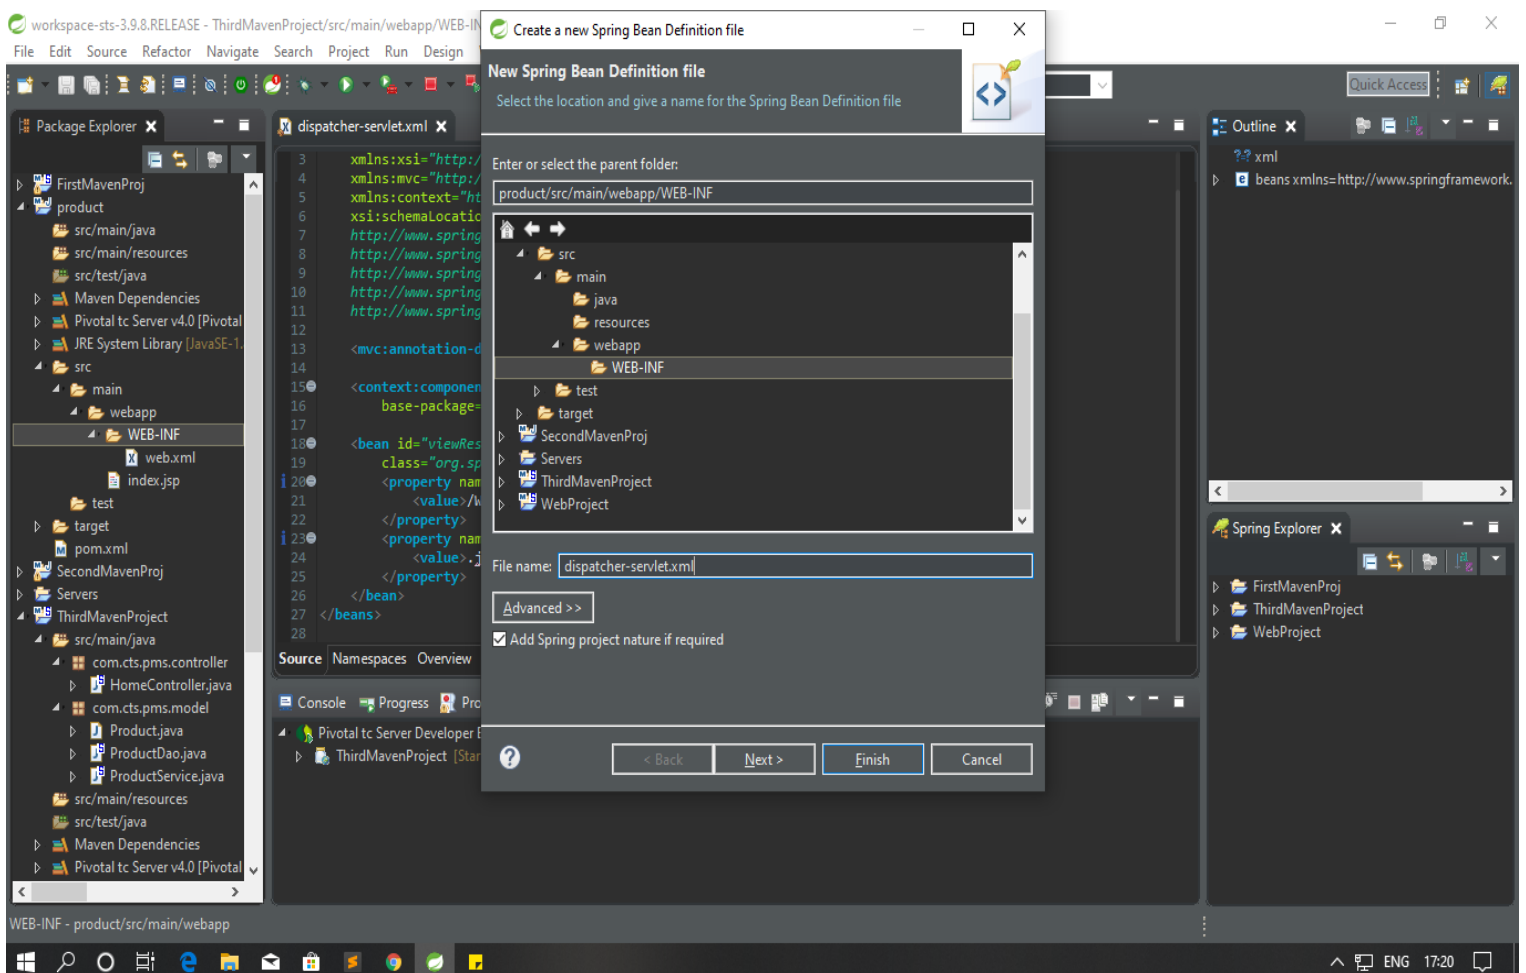 workspace-sts-3.9.8.RELEASE - ThirdMavenProject/src/main/webapp/WEB-IN
File Edit Source Refactor Navigate Search Project Run Design
Quick Access
Package Explorer
FirstMavenProj
product
src/main/java
src/main/resources
src/test/java
Maven Dependencies
Pivotal tc Server v4.0 [Pivotal
JRE System Library [JavaSE-1.
src
main
webapp
WEB-INF
web.xml
index.jsp
test
target
pom.xml
SecondMavenProj
Servers
ThirdMavenProject
src/main/java
com.cts.pms.controller
HomeController.java
com.cts.pms.model
Product.java
ProductDao.java
ProductService.java
src/main/resources
src/test/java
Maven Dependencies
Pivotal tc Server v4.0 [Pivotal
dispatcher-servlet.xml
3 xmlns:xsi="http:/
4 xmlns:mvc="http:/
5 xmlns:context="ht
6 xsi:schemaLocatio
7 http://www.spring
8 http://www.spring
9 http://www.spring
10 http://www.spring
11 http://www.spring
12
13 <mvc:annotation-d
14
15 <context:componen
16 base-package=
17
18 <bean id="viewRes
19 class="org.sp
20 <property nam
21 <value>/W
22 </property>
23 <property nam
24 <value>.j
25 </property>
26 </bean>
27 </beans>
28
Source Namespaces Overview
Console Progress Pro
Pivotal tc Server Developer E
ThirdMavenProject [Star
Create a new Spring Bean Definition file
New Spring Bean Definition file
Select the location and give a name for the Spring Bean Definition file
Enter or select the parent folder:
product/src/main/webapp/WEB-INF
src
main
java
resources
webapp
WEB-INF
test
target
SecondMavenProj
Servers
ThirdMavenProject
WebProject
File name: dispatcher-servlet.xml
Advanced >>
Add Spring project nature if required
< Back Next > Finish Cancel
Outline
?-? xml
beans xmlns=http://www.springframework.
Spring Explorer
FirstMavenProj
ThirdMavenProject
WebProject
WEB-INF - product/src/main/webapp
ENG 17:20